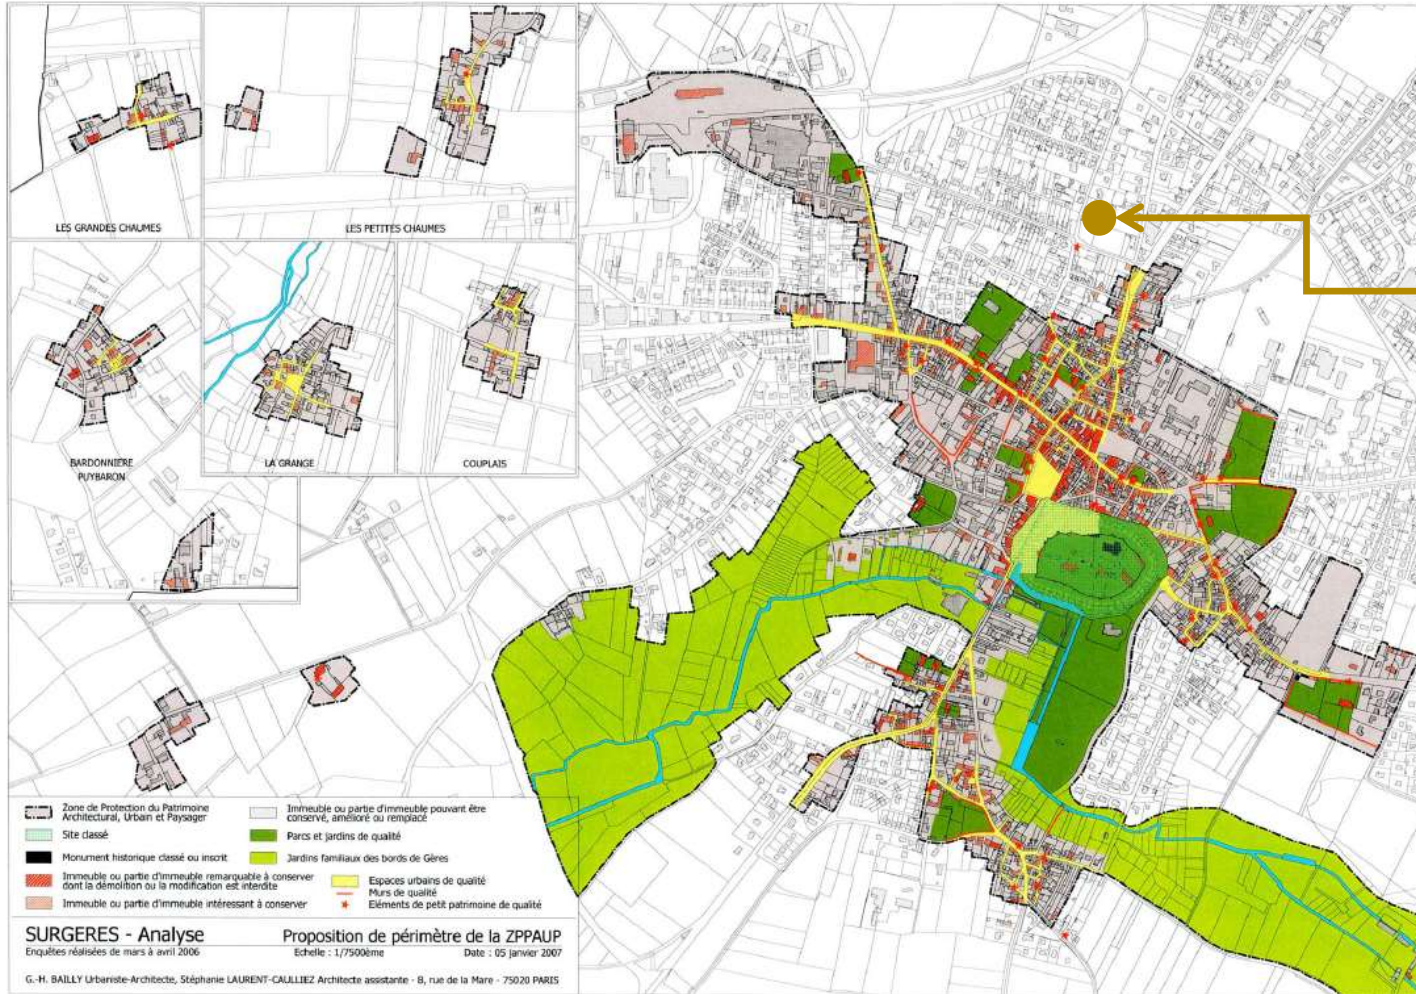 LES GRANDES CHAUMES
LES PETITES CHAUMES
BARDONNIERE
PUYBARON
LA GRANGE
COUPLAIS
Zone de Protection du Patrimoine
Architectural, Urbain et Paysager
Site classé
Monument historique classé ou inscrit
Immeuble ou partie d'immeuble remarquable à conserver
dont la démolition ou la modification est interdite
Immeuble ou partie d'immeuble intéressant à conserver
Immeuble ou partie d'immeuble pouvant être
conservé, amélioré ou remplacé
Parcs et jardins de qualité
Jardins familiaux des bords de Gères
Espaces urbains de qualité
Murs de qualité
Eléments de petit patrimoine de qualité
SURGERES - Analyse
Enquêtes réalisées de mars à avril 2006
Proposition de périmètre de la ZPPAUP
Echelle : 1/7500ème
Date : 05 janvier 2007
G.-H. BAILLY Urbaniste-Architecte, Stéphanie LAURENT-CAULLIEZ Architecte assistante - 8, rue de la Mare - 75020 PARIS